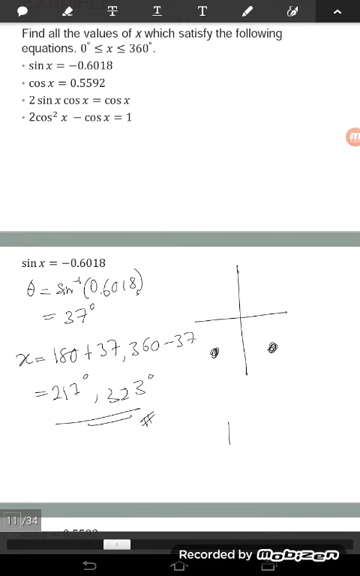 Find all the values of x which satisfy the following
equations. 0° ≤ x ≤ 360°.
• sin x = −0.6018
• cos x = 0.5592
• 2 sin x cos x = cos x
• 2cos² x − cos x = 1
sin x = −0.6018
θ = sin⁻¹(0.6018)
= 37°
x = 180 + 37, 360 − 37
= 217°, 323°
#
11 /34
Recorded by mobizen